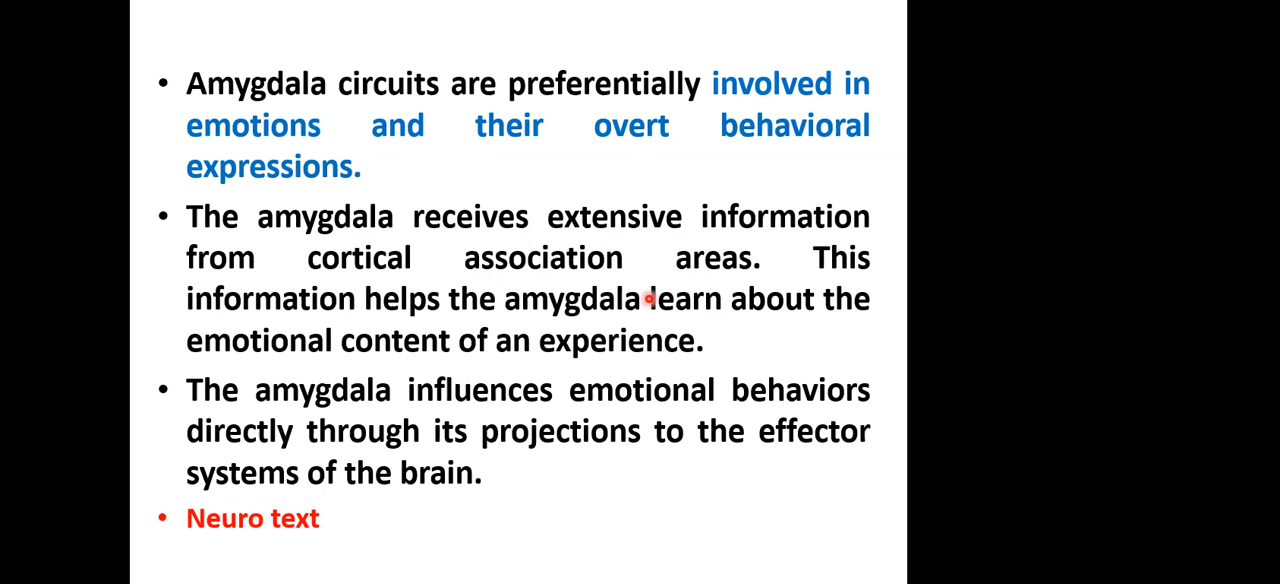 • Amygdala circuits are preferentially involved in
emotions and their overt behavioral
expressions.
• The amygdala receives extensive information
from cortical association areas. This
information helps the amygdala learn about the
emotional content of an experience.
• The amygdala influences emotional behaviors
directly through its projections to the effector
systems of the brain.
• Neuro text